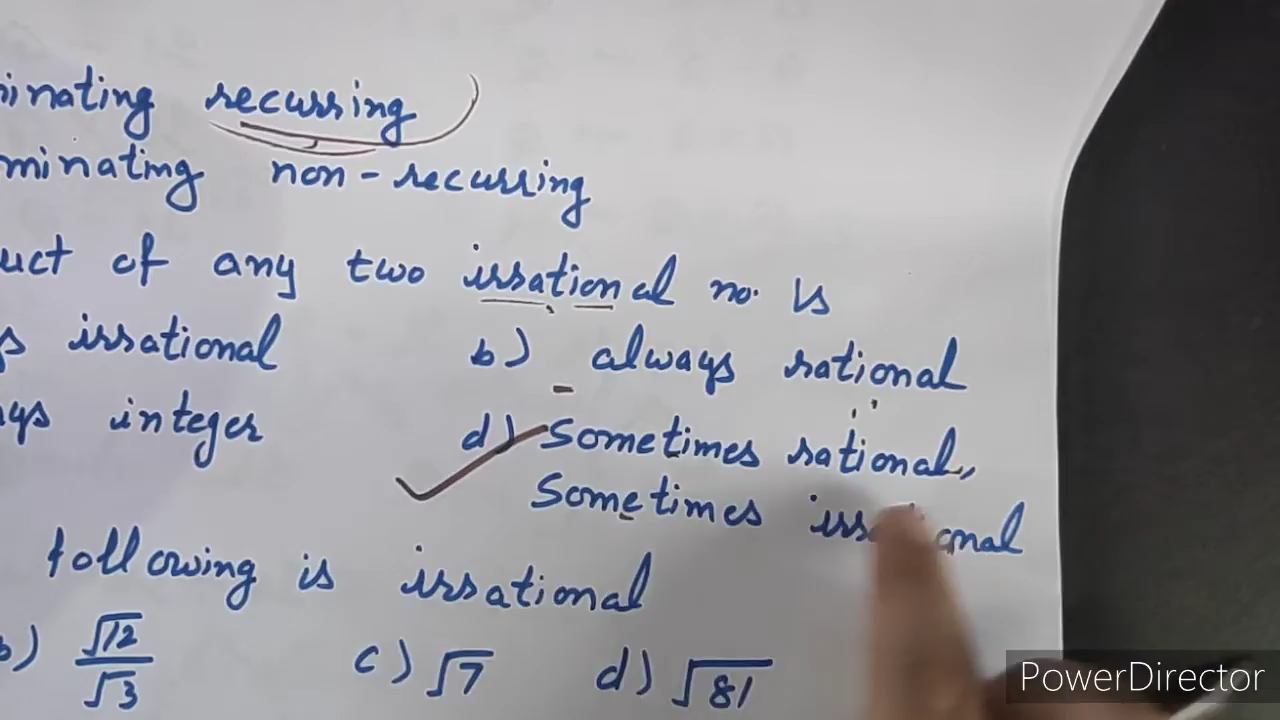 inating recurring
minating non-recurring
uct of any two irrational no. is
s irrational b) always rational
ys integer d) Sometimes rational,
Sometimes irrational
following is irrational
b) √12/√3 c) √7 d) √81
PowerDirector